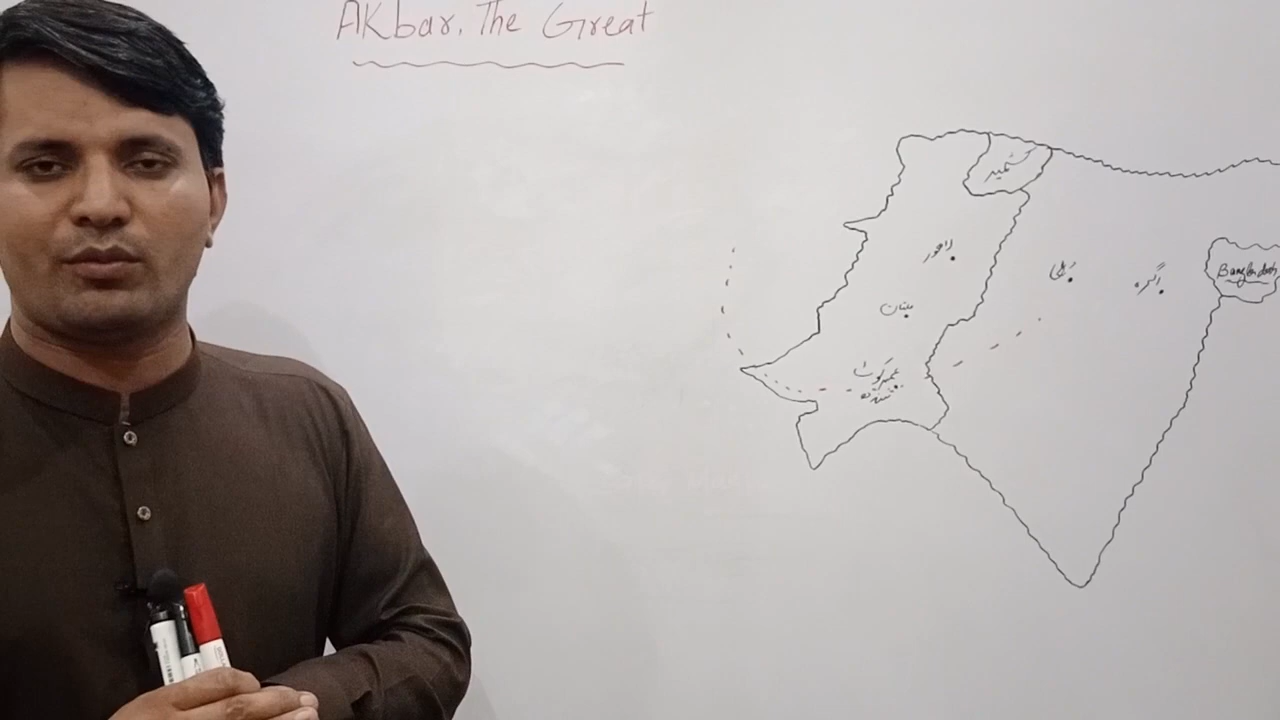 Akbar, The Great
کشمیر
لاہور
دہلی
آگرہ
Bangladesh
ملتان
عمرکوٹ
سندھ